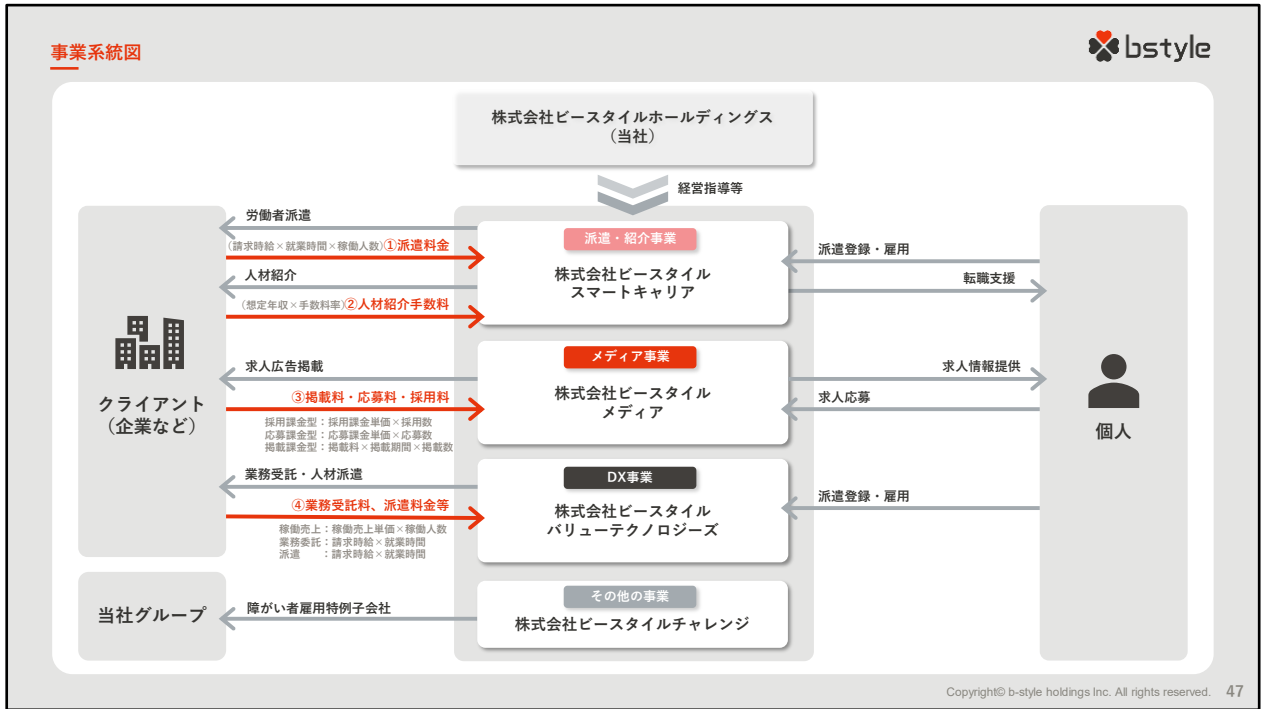 事業系統図
bstyle
株式会社ビースタイルホールディングス
（当社）
経営指導等
労働者派遣
（請求時給×就業時間×稼働人数）①派遣料金
人材紹介
（想定年収×手数料率）②人材紹介手数料
派遣・紹介事業
株式会社ビースタイル
スマートキャリア
派遣登録・雇用
転職支援
クライアント
（企業など）
求人広告掲載
③掲載料・応募料・採用料
採用課金型：採用課金単価×採用数
応募課金型：応募課金単価×応募数
掲載課金型：掲載料×掲載期間×掲載数
メディア事業
株式会社ビースタイル
メディア
求人情報提供
求人応募
個人
業務受託・人材派遣
④業務受託料、派遣料金等
稼働売上：稼働売上単価×稼働人数
業務委託：請求時給×就業時間
派遣　　：請求時給×就業時間
DX事業
株式会社ビースタイル
バリューテクノロジーズ
派遣登録・雇用
当社グループ
障がい者雇用特例子会社
その他の事業
株式会社ビースタイルチャレンジ
Copyright© b-style holdings Inc. All rights reserved. 47